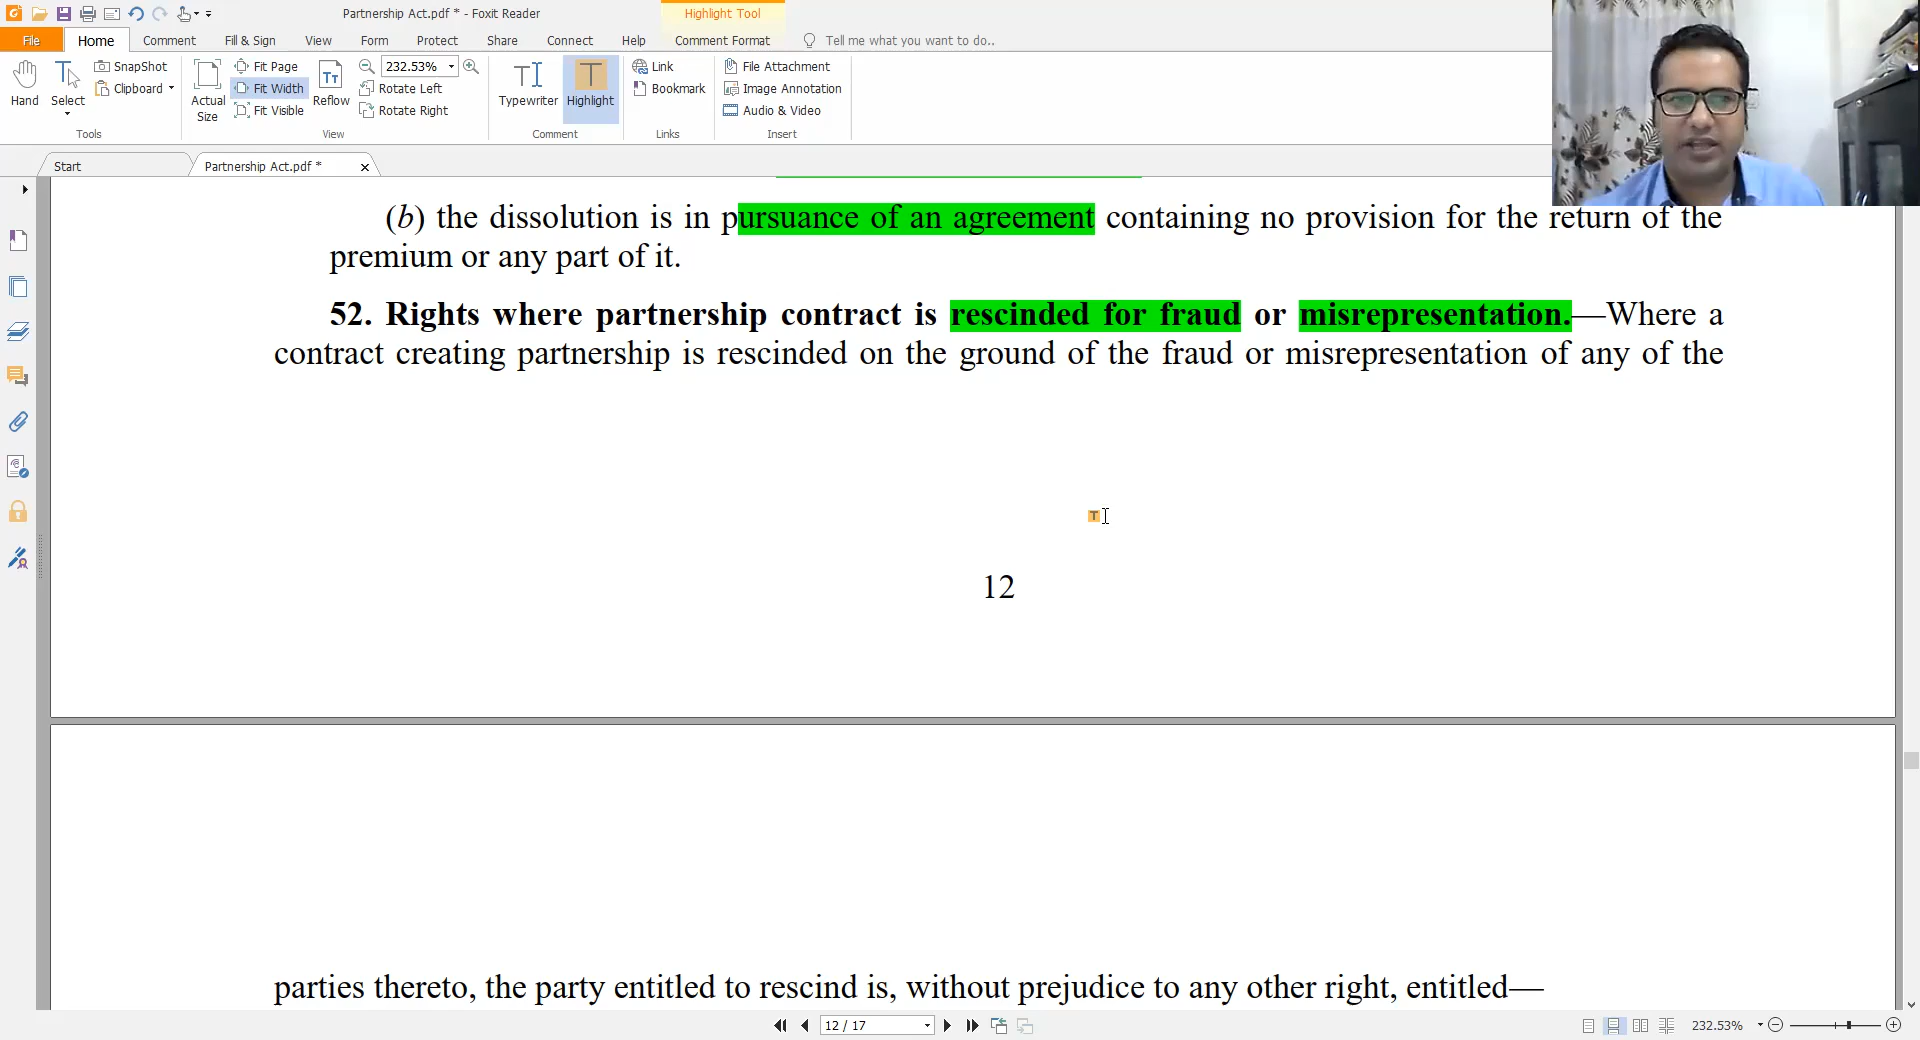 Partnership Act.pdf * - Foxit Reader
Highlight Tool
File Home Comment Fill & Sign View Form Protect Share Connect Help Comment Format Tell me what you want to do..
Hand
Select
SnapShot
Clipboard
Tools
Actual Size
Fit Page
Fit Width
Fit Visible
Reflow
232.53%
Rotate Left
Rotate Right
View
Typewriter
Highlight
Comment
Link
Bookmark
Links
File Attachment
Image Annotation
Audio & Video
Insert
Start
Partnership Act.pdf *
(b) the dissolution is in pursuance of an agreement containing no provision for the return of the
premium or any part of it.
52. Rights where partnership contract is rescinded for fraud or misrepresentation.—Where a
contract creating partnership is rescinded on the ground of the fraud or misrepresentation of any of the
12
parties thereto, the party entitled to rescind is, without prejudice to any other right, entitled—
12 / 17
232.53%